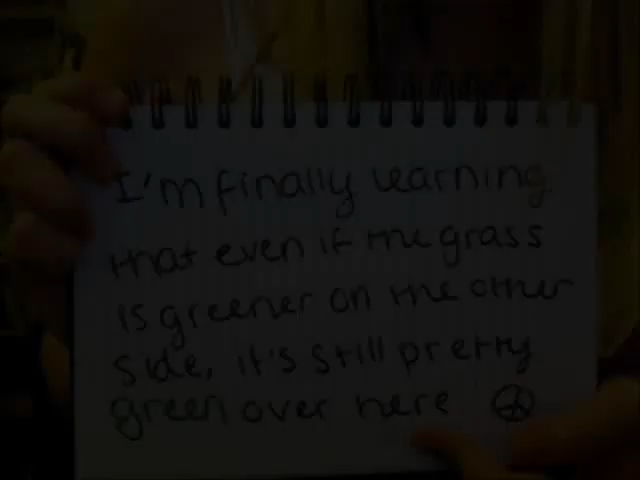 I'm finally learning
that even if the grass
is greener on the other
side, it's still pretty
green over here